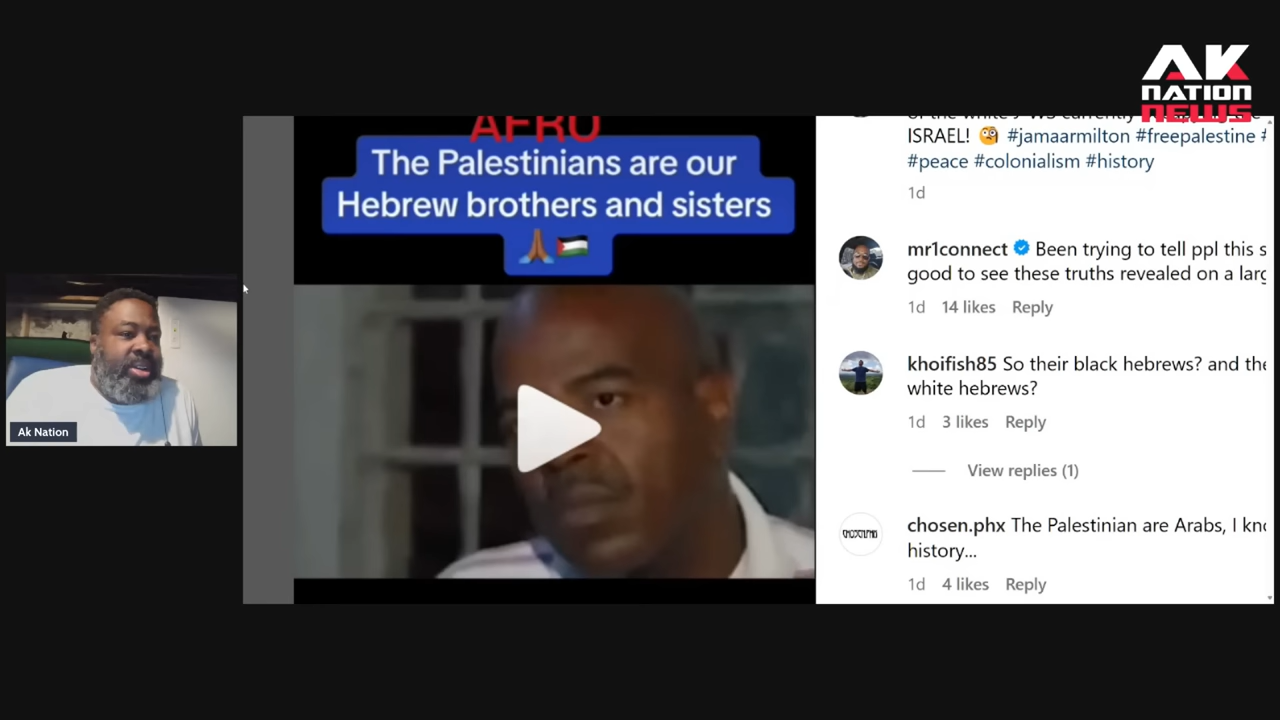 AK
NATION
NEWS
AFRO
The Palestinians are our
Hebrew brothers and sisters
Ak Nation
ISRAEL! 🧐 #jamaarmilton #freepalestine #
#peace #colonialism #history
1d
mr1connect Been trying to tell ppl this s
good to see these truths revealed on a larg
1d 14 likes Reply
khoifish85 So their black hebrews? and the
white hebrews?
1d 3 likes Reply
View replies (1)
chosen.phx The Palestinian are Arabs, I kno
history...
1d 4 likes Reply